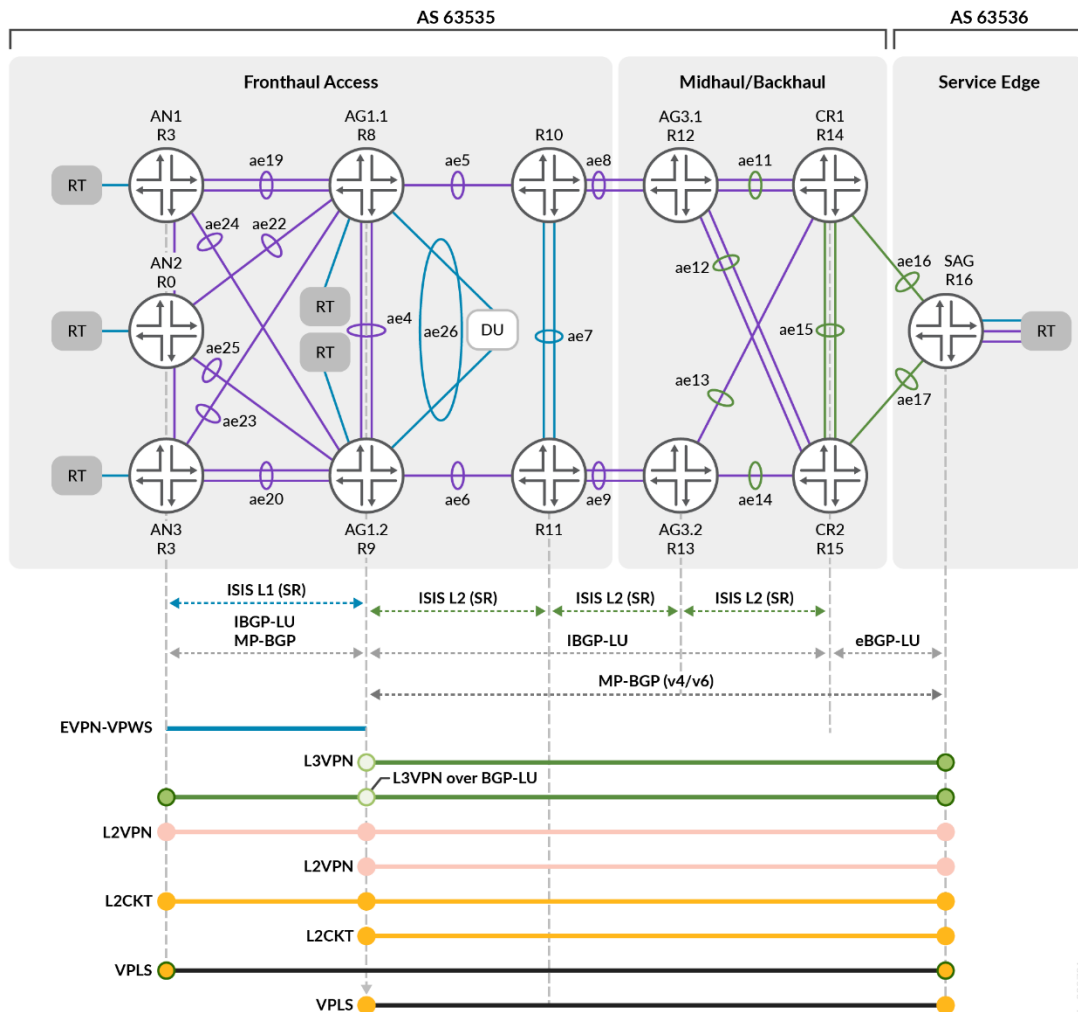 AS 63535
AS 63536
Fronthaul Access
Midhaul/Backhaul
Service Edge
AN1
R3
AG1.1
R8
R10
AG3.1
R12
CR1
R14
ae19
ae5
ae8
ae11
RT
ae24
ae22
AN2
R0
ae12
ae16
SAG
R16
RT
RT
RT
ae4
ae26
DU
ae7
ae15
RT
ae25
ae23
ae13
ae17
RT
ae20
ae6
ae9
ae14
AN3
R3
AG1.2
R9
R11
AG3.2
R13
CR2
R15
ISIS L1 (SR)
ISIS L2 (SR)
ISIS L2 (SR)
ISIS L2 (SR)
IBGP-LU
MP-BGP
IBGP-LU
eBGP-LU
MP-BGP (v4/v6)
EVPN-VPWS
L3VPN
L3VPN over BGP-LU
L2VPN
L2VPN
L2CKT
L2CKT
VPLS
VPLS